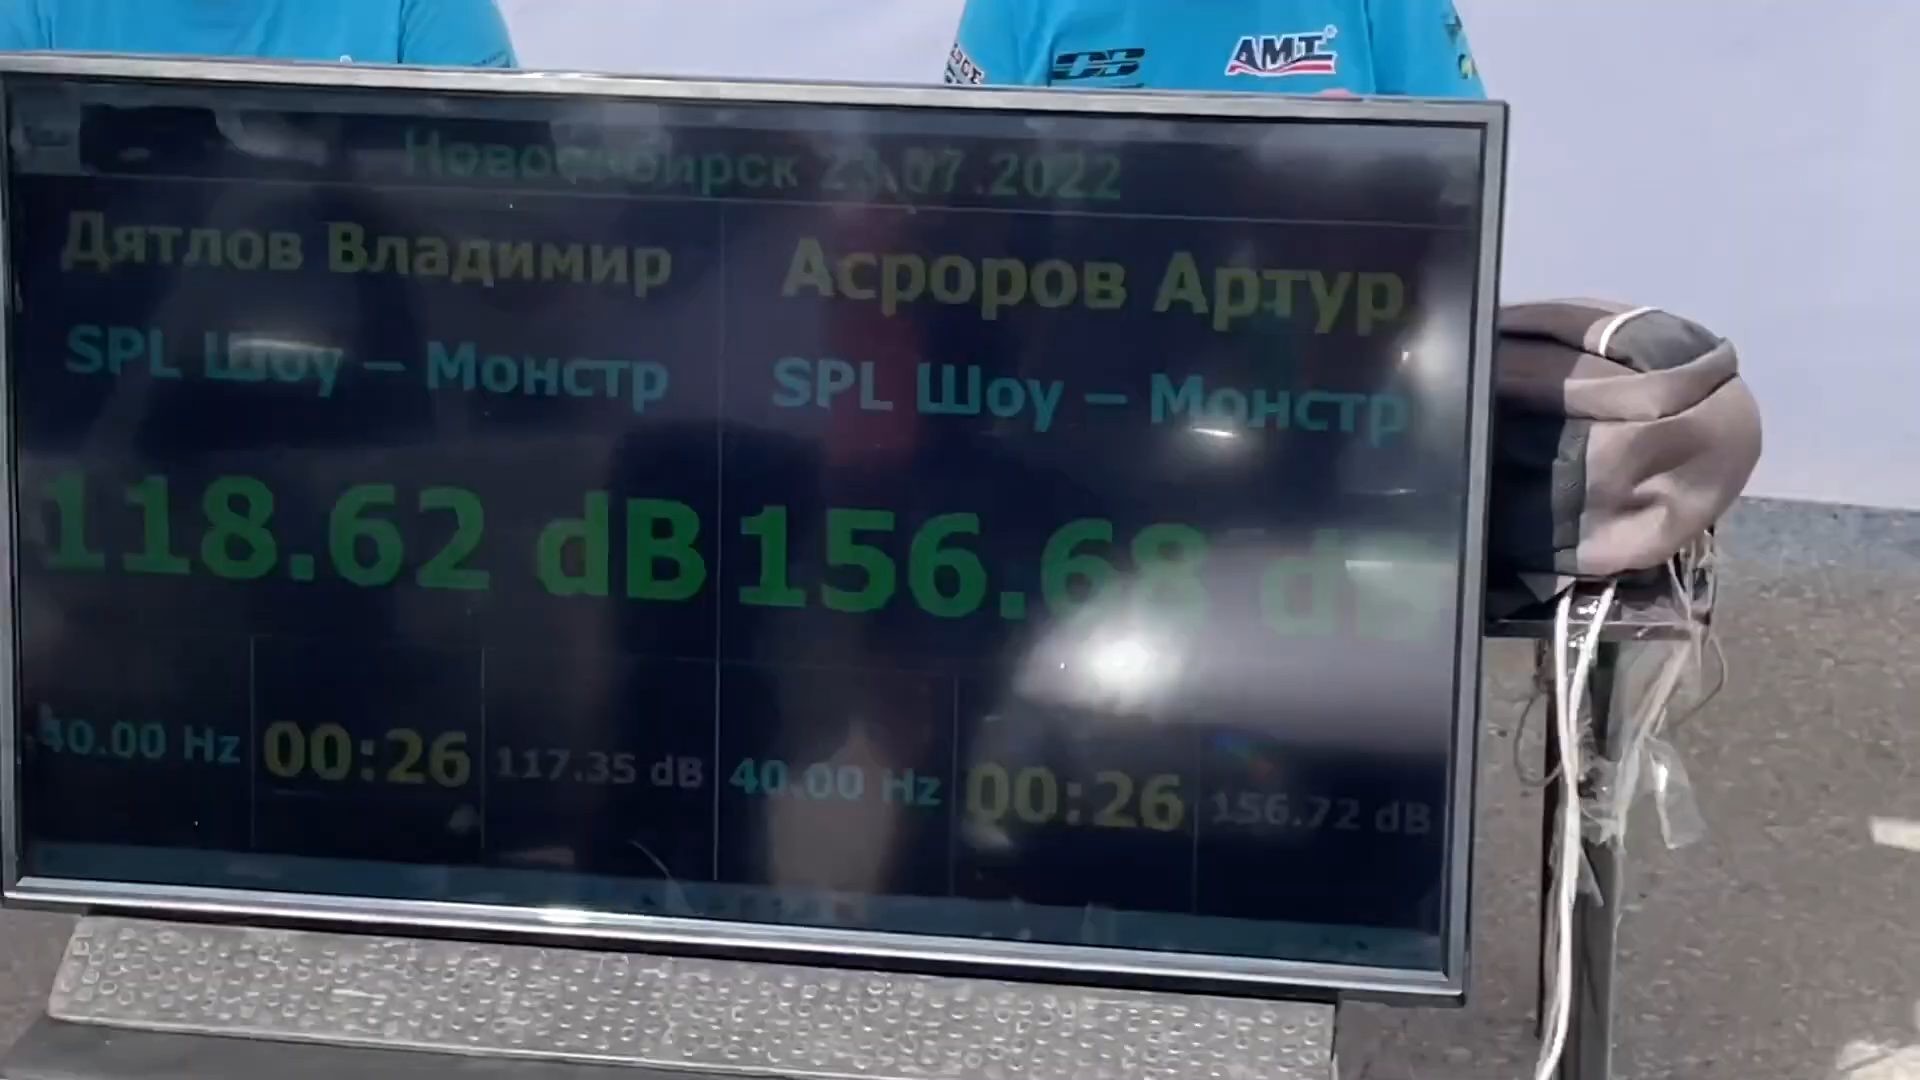 AMT
Новосибирск 23.07.2022
Дятлов Владимир
SPL Шоу – Монстр
118.62 dB
40.00 Hz
00:26
117.35 dB
Асроров Артур
SPL Шоу – Монстр
156.68 dB
40.00 Hz
00:26
156.72 dB